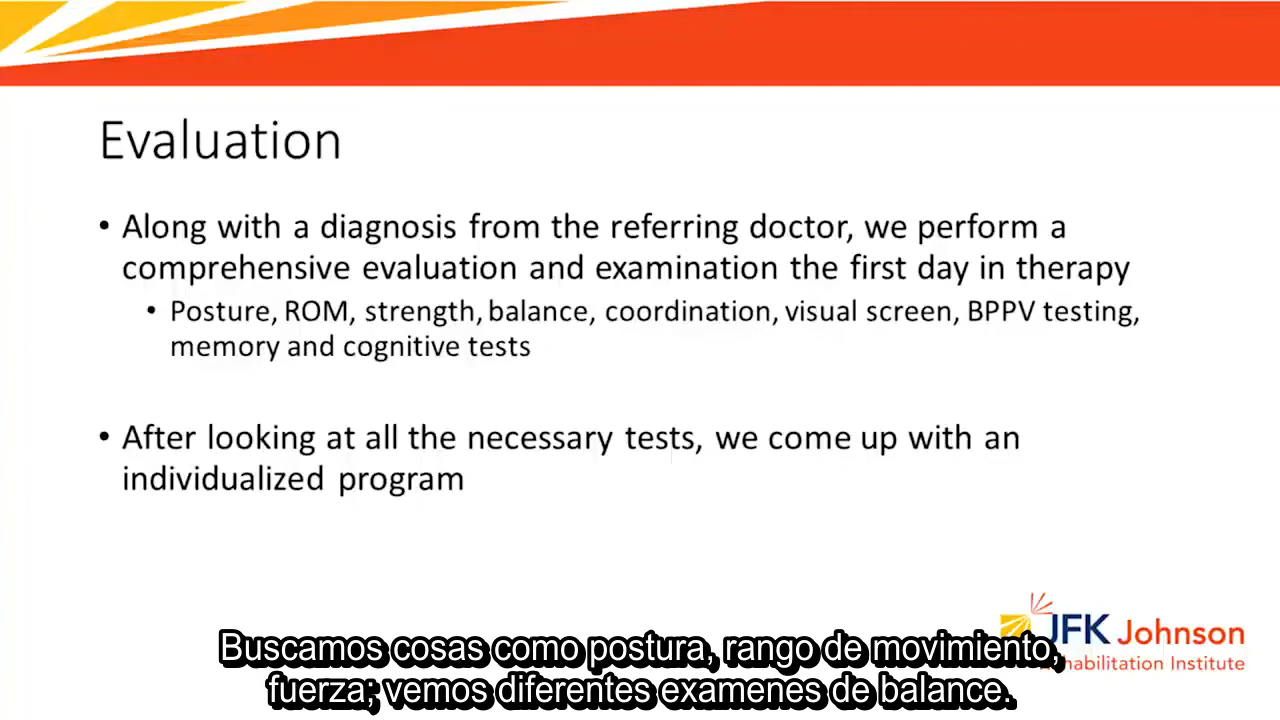 Evaluation
• Along with a diagnosis from the referring doctor, we perform a
comprehensive evaluation and examination the first day in therapy
• Posture, ROM, strength, balance, coordination, visual screen, BPPV testing,
memory and cognitive tests
• After looking at all the necessary tests, we come up with an
individualized program
JFK Johnson
habilitation Institute
Buscamos cosas como postura, rango de movimiento,
fuerza; vemos diferentes examenes de balance.